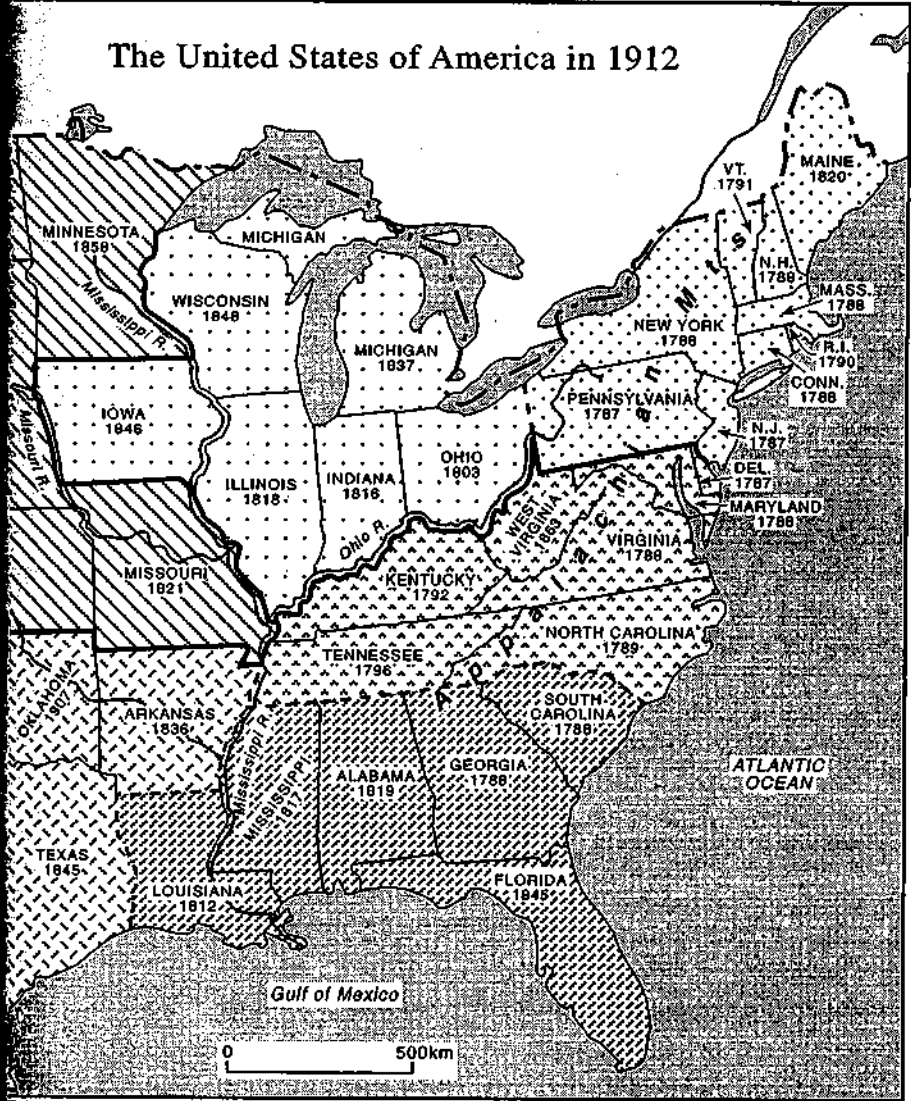 The United States of America in 1912
MAINE
1820
VT.
1791
MINNESOTA
1858
MICHIGAN
N.H.
1788
MASS.
1788
WISCONSIN
1848
Mississippi R.
NEW YORK
1788
MICHIGAN
1837
R.I.
1790
CONN.
1788
IOWA
1846
PENNSYLVANIA
1787
N.J.
1787
Missouri R.
ILLINOIS
1818
INDIANA
1816
OHIO
1803
DEL.
1787
MARYLAND
1788
WEST
VIRGINIA
1863
VIRGINIA
1788
Ohio R.
MISSOURI
1821
KENTUCKY
1792
Appalachian Mts
TENNESSEE
1796
NORTH CAROLINA
1789
OKLAHOMA
1907
ARKANSAS
1836
SOUTH
CAROLINA
1788
Mississippi R.
MISSISSIPPI
1817
ALABAMA
1819
GEORGIA
1788
ATLANTIC
OCEAN
TEXAS
1845
LOUISIANA
1812
FLORIDA
1845
Gulf of Mexico
0
500km